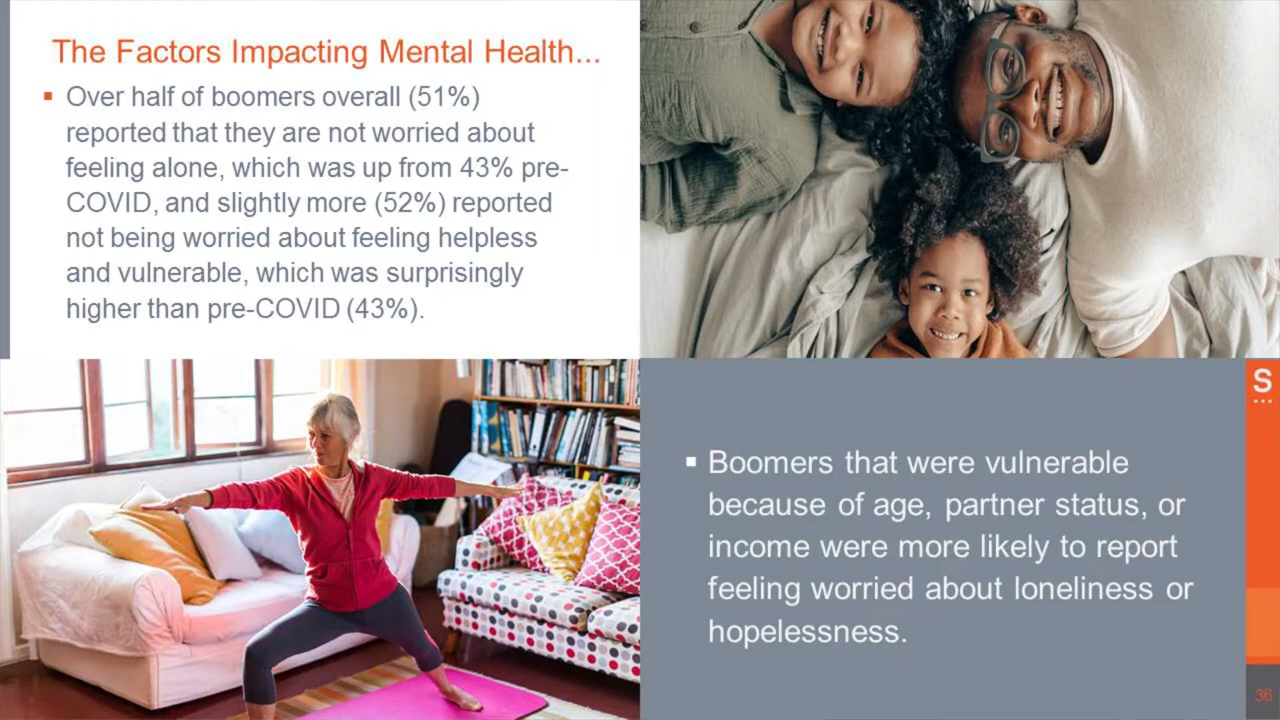 The Factors Impacting Mental Health...
▪ Over half of boomers overall (51%)
reported that they are not worried about
feeling alone, which was up from 43% pre-
COVID, and slightly more (52%) reported
not being worried about feeling helpless
and vulnerable, which was surprisingly
higher than pre-COVID (43%).
S
...
▪ Boomers that were vulnerable
because of age, partner status, or
income were more likely to report
feeling worried about loneliness or
hopelessness.
36